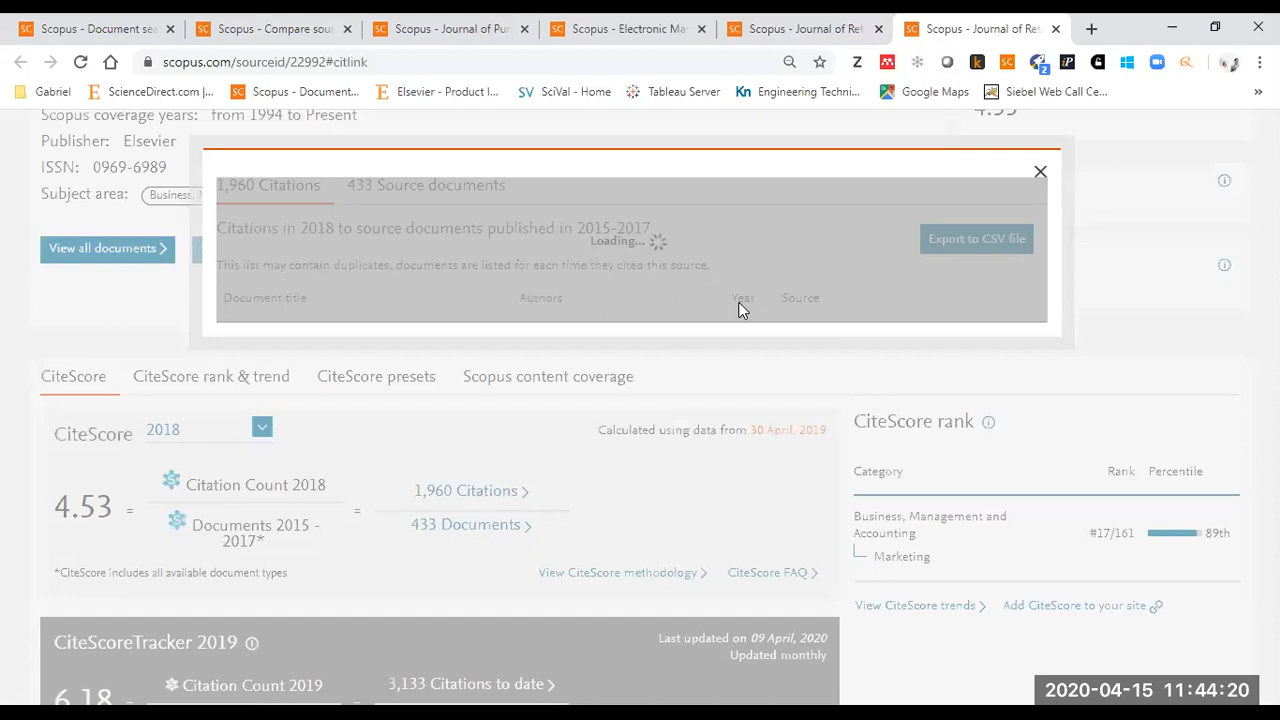 Scopus - Document sea
Scopus - Compare sou
Scopus - Journal of Pur
Scopus - Electronic Ma
Scopus - Journal of Ret
Scopus - Journal of Ret
scopus.com/sourceid/22992#citlink
Gabriel
ScienceDirect.com |...
Scopus - Document...
Elsevier - Product I...
SV SciVal - Home
Tableau Server
Kn Engineering Techni...
Google Maps
Siebel Web Call Ce...
Scopus coverage years: from 1994 to Present
4.53
Publisher: Elsevier
ISSN: 0969-6989
Subject area: Business,
View all documents >
1,960 Citations
433 Source documents
Citations in 2018 to source documents published in 2015-2017
Loading...
Export to CSV file
This list may contain duplicates, documents are listed for each time they cited this source.
Document title Authors Year Source
CiteScore
CiteScore rank & trend
CiteScore presets
Scopus content coverage
CiteScore 2018
Calculated using data from 30 April, 2019
4.53 = Citation Count 2018 = 1,960 Citations >
Documents 2015 -
2017*
433 Documents >
*CiteScore includes all available document types
View CiteScore methodology >
CiteScore FAQ >
CiteScore rank
Category Rank Percentile
Business, Management and
Accounting
#17/161 89th
Marketing
View CiteScore trends >
Add CiteScore to your site
CiteScoreTracker 2019
Last updated on 09 April, 2020
Updated monthly
6.18
Citation Count 2019
3,133 Citations to date >
2020-04-15 11:44:20